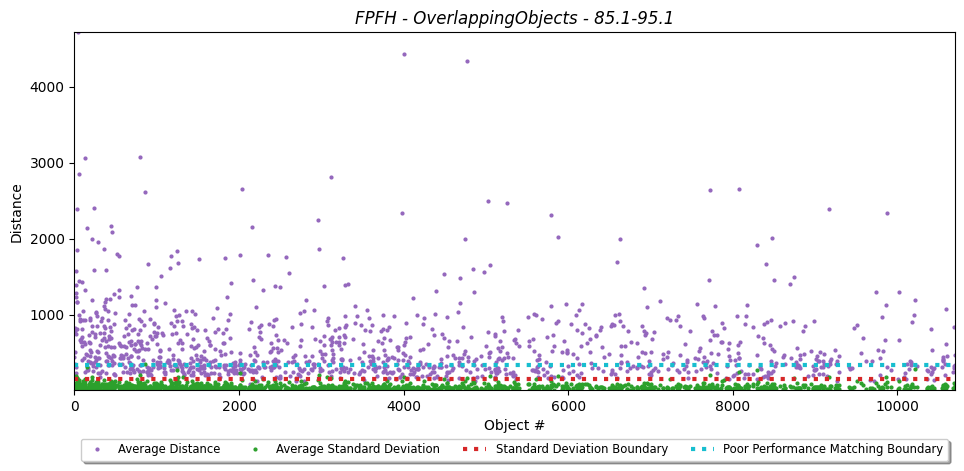 FPFH - OverlappingObjects - 85.1-95.1
4000
3000
2000
1000
Distance
0 2000 4000 6000 8000 10000
Object #
Average Distance Average Standard Deviation Standard Deviation Boundary Poor Performance Matching Boundary